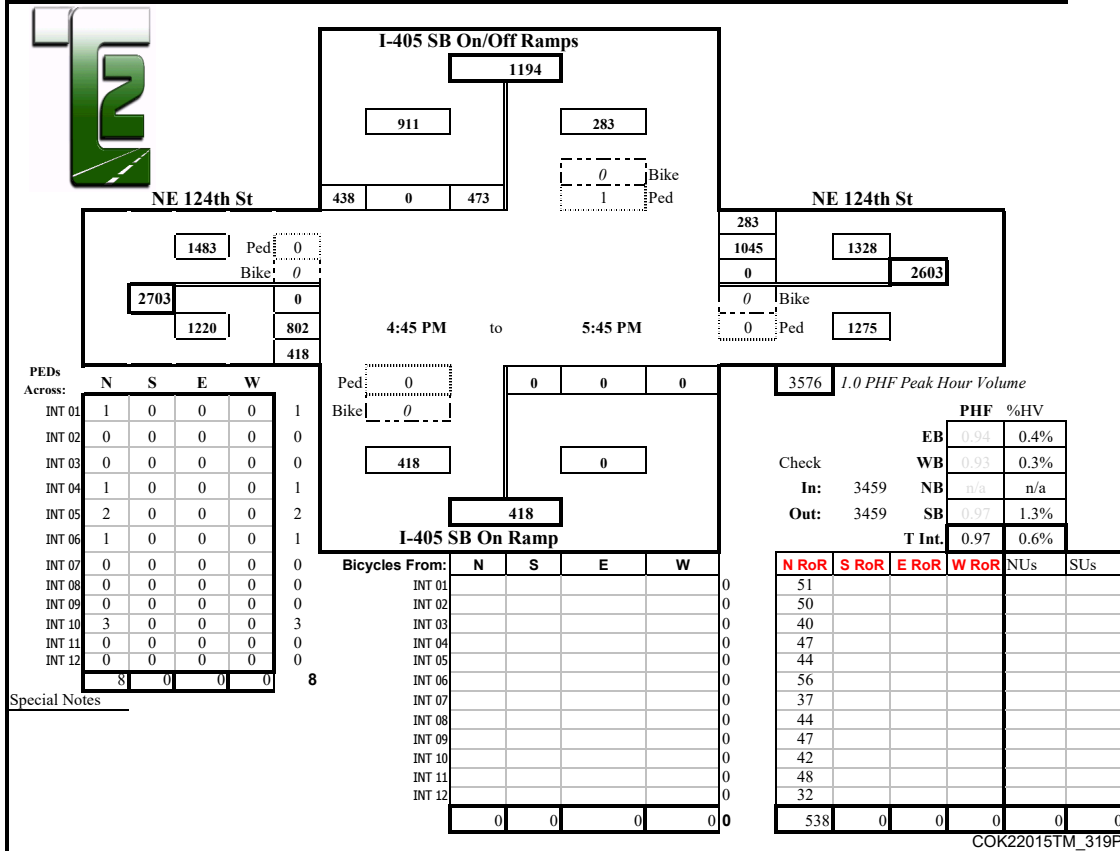 I-405 SB On/Off Ramps
1194
911 283
0 Bike
NE 124th St 438 0 473 1 Ped NE 124th St
283
1483 Ped 0 1045 1328
Bike 0 0 2603
2703 0 0 Bike
1220 802 4:45 PM to 5:45 PM 0 Ped 1275
418
PEDs
Across: N S E W Ped 0 0 0 0 3576 1.0 PHF Peak Hour Volume
INT 01 1 0 0 0 1 Bike 0 PHF %HV
INT 02 0 0 0 0 0 EB 0.94 0.4%
INT 03 0 0 0 0 0 418 0 Check WB 0.93 0.3%
INT 04 1 0 0 0 1 In: 3459 NB n/a n/a
INT 05 2 0 0 0 2 418 Out: 3459 SB 0.97 1.3%
INT 06 1 0 0 0 1 I-405 SB On Ramp T Int. 0.97 0.6%
INT 07 0 0 0 0 0 Bicycles From: N S E W N RoR S RoR E RoR W RoR NUs SUs
INT 08 0 0 0 0 0 INT 01 0 51
INT 09 0 0 0 0 0 INT 02 0 50
INT 10 3 0 0 0 3 INT 03 0 40
INT 11 0 0 0 0 0 INT 04 0 47
INT 12 0 0 0 0 0 INT 05 0 44
8 0 0 0 8 INT 06 0 56
Special Notes INT 07 0 37
INT 08 0 44
INT 09 0 47
INT 10 0 42
INT 11 0 48
INT 12 0 32
0 0 0 0 0 538 0 0 0 0 0
COK22015TM_319P